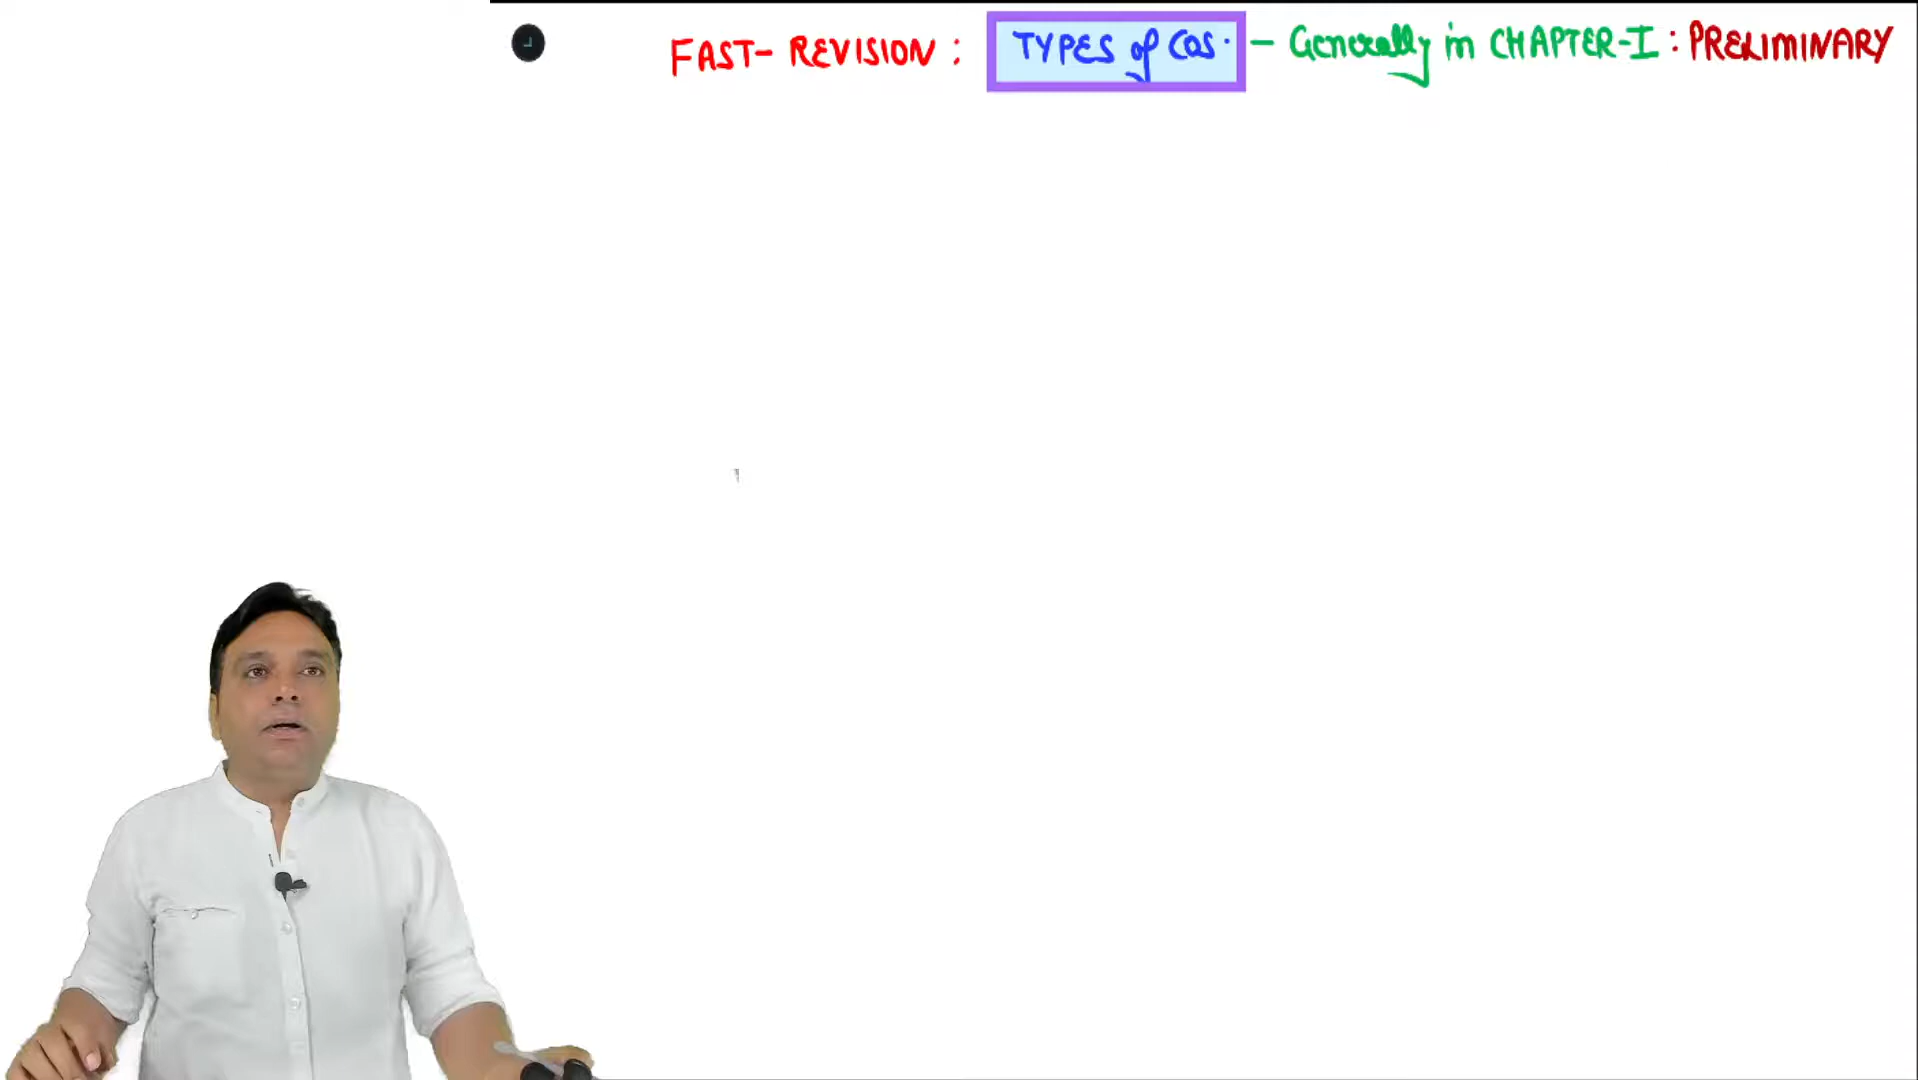 FAST- REVISION : TYPES of COS. - Generally in CHAPTER-I : PRELIMINARY